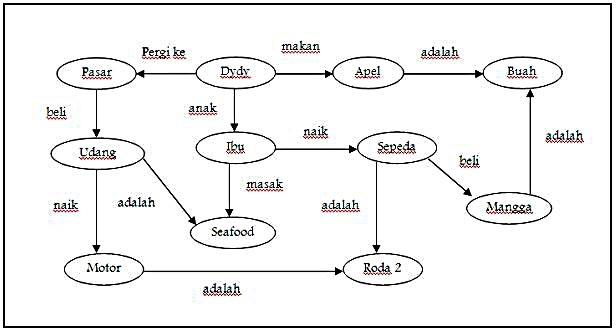 Pergi ke
makan
adalah
Pasar
Dydy
Apel
Buah
beli
anak
naik
adalah
Udang
Ibu
Sepeda
beli
naik
adalah
masak
adalah
Mangga
Seafood
Motor
Roda 2
adalah